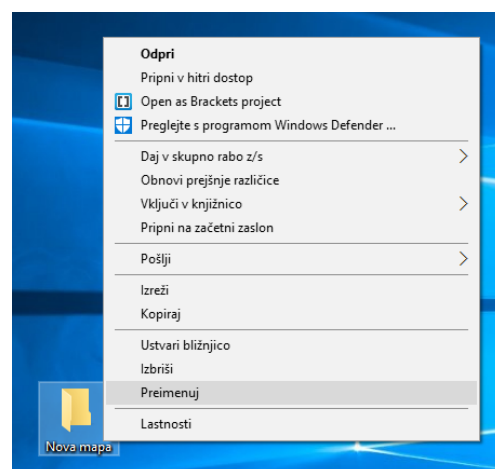 Odpri
Pripni v hitri dostop
Open as Brackets project
Preglejte s programom Windows Defender ...
Daj v skupno rabo z/s
Obnovi prejšnje različice
Vključi v knjižnico
Pripni na začetni zaslon
Pošlji
Izreži
Kopiraj
Ustvari bližnjico
Izbriši
Preimenuj
Lastnosti
Nova mapa